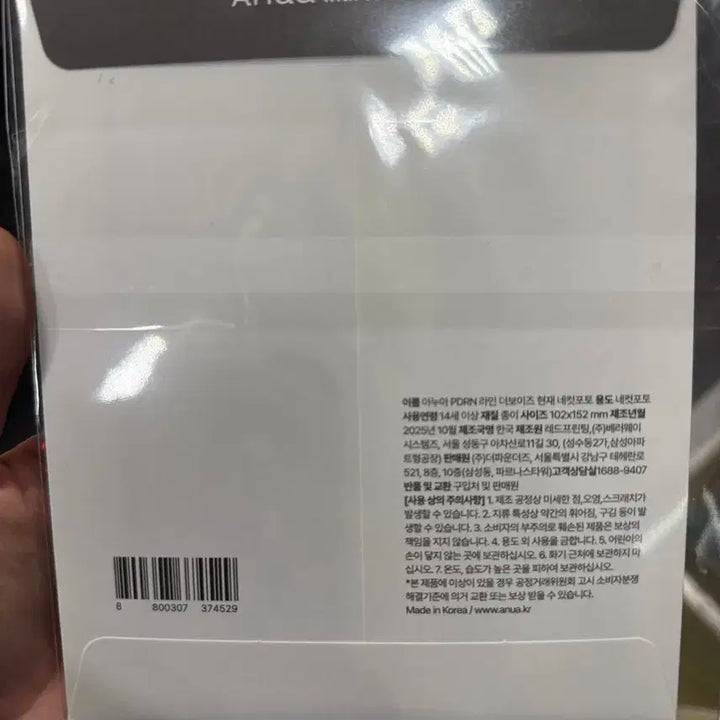 Anua
이름 아누아 PDRN 라인 더보이즈 현재 네컷포토 용도 네컷포토
사용연령 14세 이상 재질 종이 사이즈 102x152 mm 제조년월
2025년 10월 제조국명 한국 제조원 레드프린팅,(주)베러웨이
시스템즈, 서울 성동구 아차산로11길 30, (성수동2가,삼성아파
트형공장) 판매원 (주)더파운더즈, 서울특별시 강남구 테헤란로
521, 8층, 10층(삼성동, 파르나스타워)고객상담실1688-9407
반품 및 교환 구입처 및 판매원
[사용 상의 주의사항] 1. 제조 공정상 미세한 점,오염,스크래치가
발생할 수 있습니다. 2. 지류 특성상 약간의 휘어짐, 구김 등이 발
생할 수 있습니다. 3. 소비자의 부주의로 훼손된 제품은 보상의
책임을 지지 않습니다. 4. 용도 외 사용을 금합니다. 5. 어린이의
손이 닿지 않는 곳에 보관하십시오. 6. 화기 근처에 보관하지 마
십시오. 7. 온도, 습도가 높은 곳을 피하여 보관하십시오.
*본 제품에 이상이 있을 경우 공정거래위원회 고시 소비자분쟁
해결기준에 의거 교환 또는 보상 받을 수 있습니다.
Made in Korea / www.anua.kr
8 800307 374529